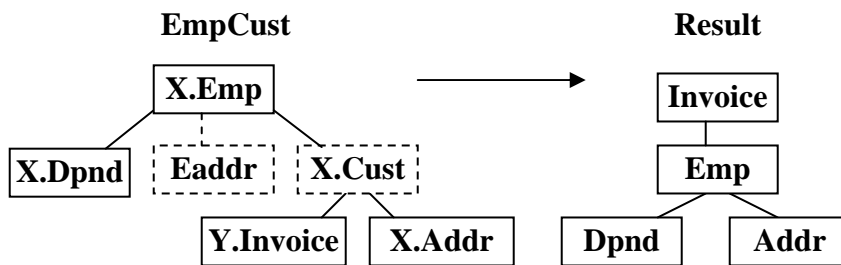 EmpCust
Result
X.Emp
Invoice
X.Dpnd
Eaddr
X.Cust
Emp
Y.Invoice
X.Addr
Dpnd
Addr